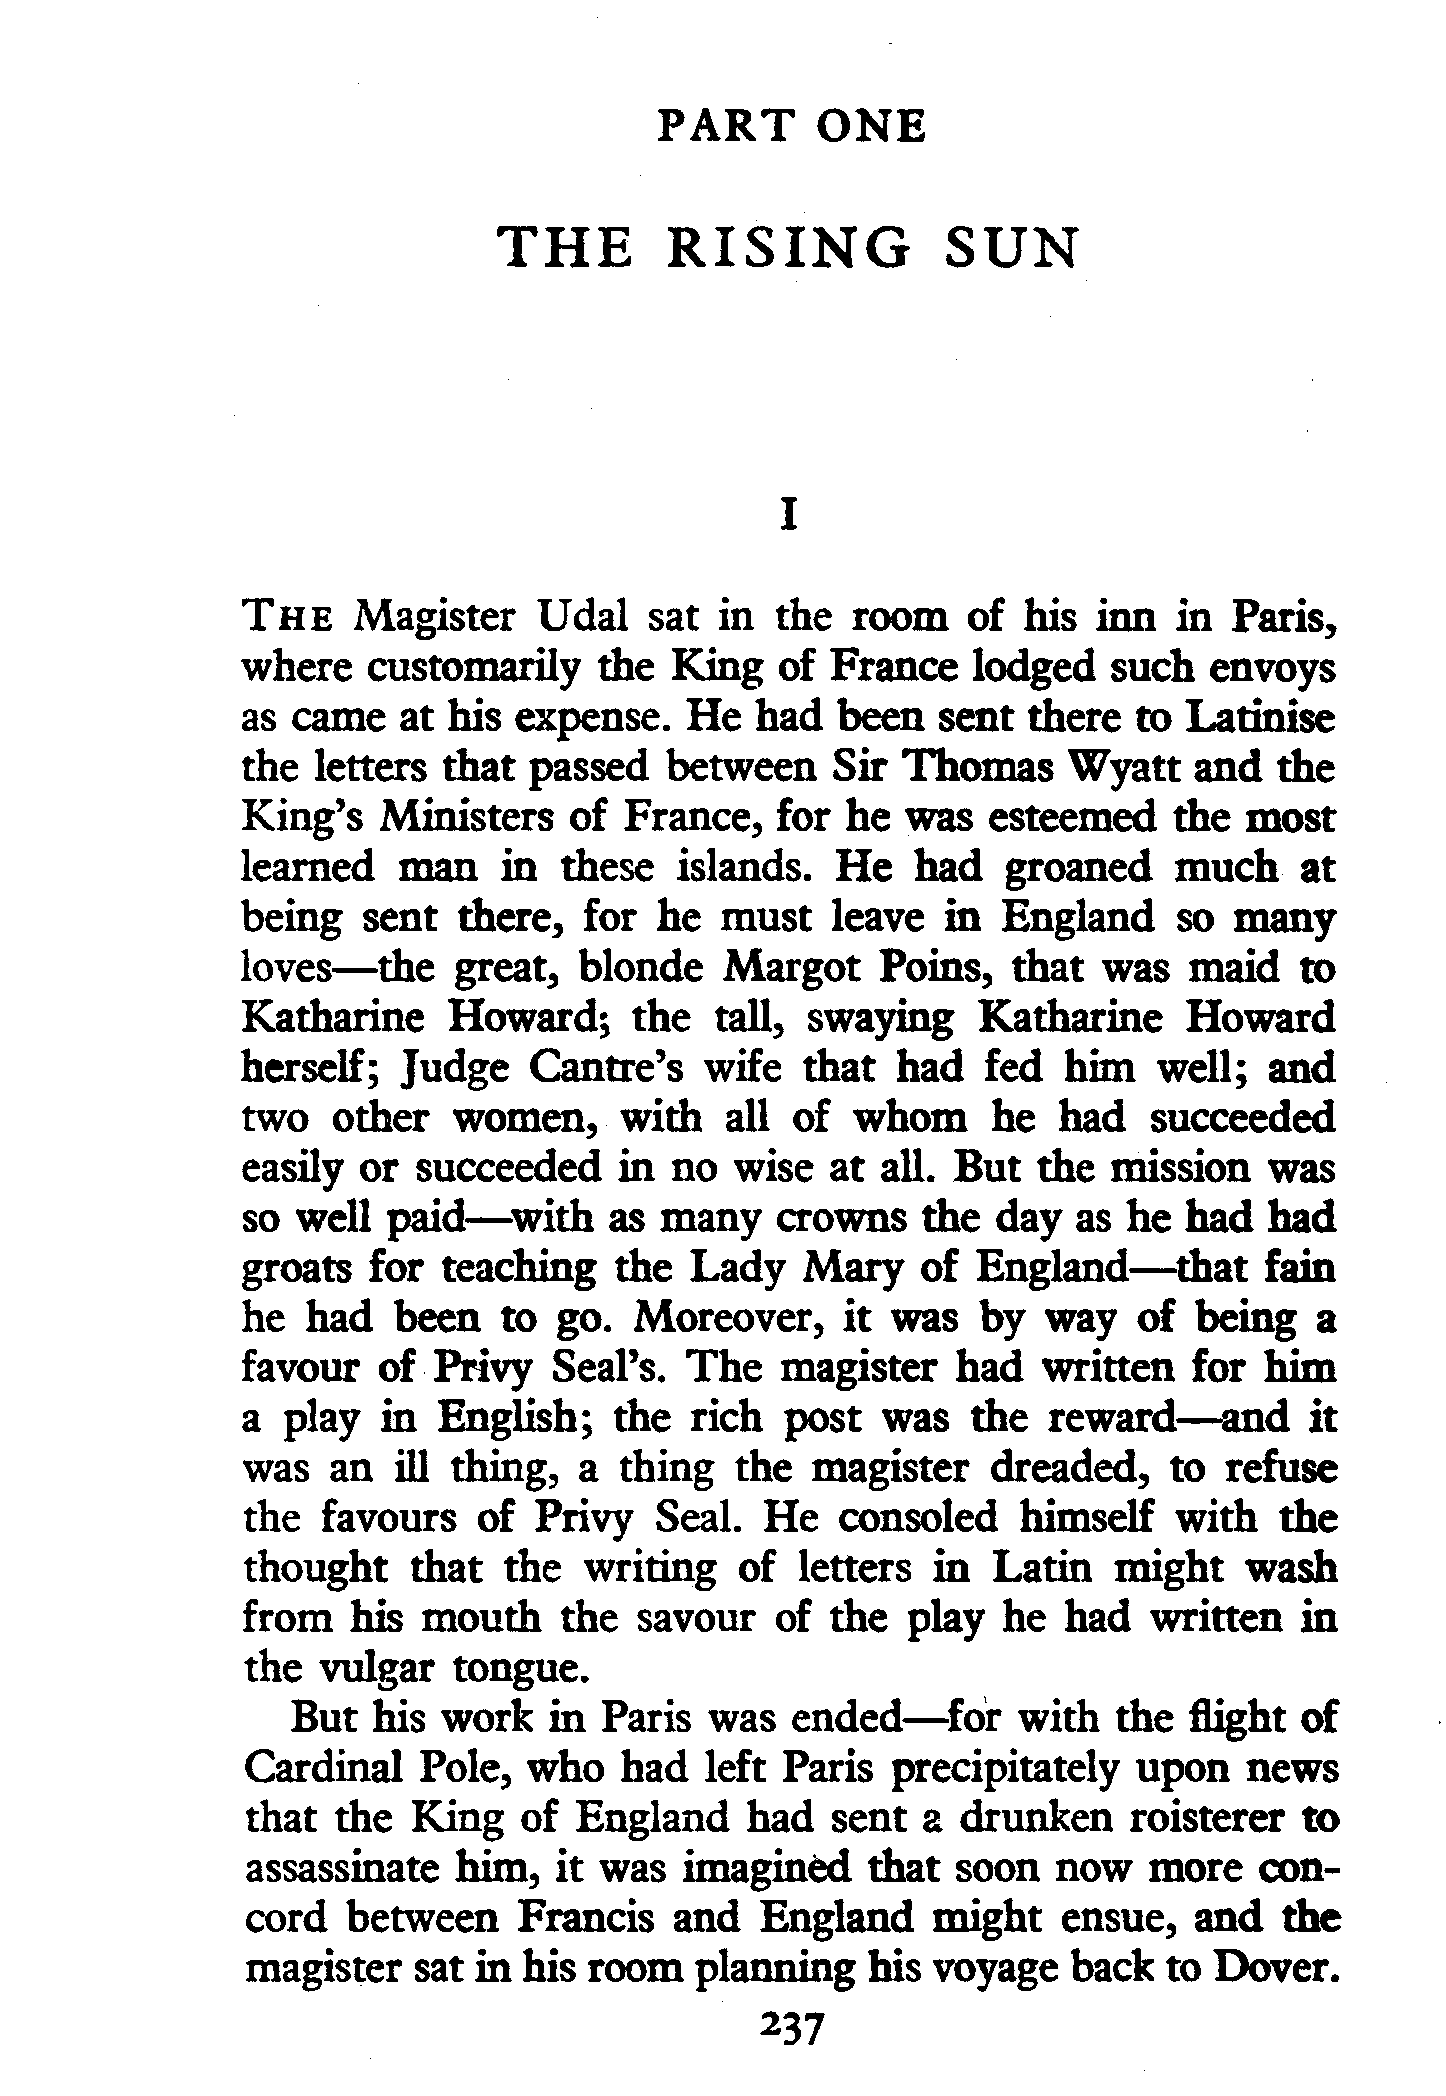 PART ONE
THE RISING SUN
I
THE Magister Udal sat in the room of his inn in Paris,
where customarily the King of France lodged such envoys
as came at his expense. He had been sent there to Latinise
the letters that passed between Sir Thomas Wyatt and the
King's Ministers of France, for he was esteemed the most
learned man in these islands. He had groaned much at
being sent there, for he must leave in England so many
loves—the great, blonde Margot Poins, that was maid to
Katharine Howard; the tall, swaying Katharine Howard
herself; Judge Cantre's wife that had fed him well; and
two other women, with all of whom he had succeeded
easily or succeeded in no wise at all. But the mission was
so well paid—with as many crowns the day as he had had
groats for teaching the Lady Mary of England—that fain
he had been to go. Moreover, it was by way of being a
favour of Privy Seal's. The magister had written for him
a play in English; the rich post was the reward—and it
was an ill thing, a thing the magister dreaded, to refuse
the favours of Privy Seal. He consoled himself with the
thought that the writing of letters in Latin might wash
from his mouth the savour of the play he had written in
the vulgar tongue.
But his work in Paris was ended—for with the flight of
Cardinal Pole, who had left Paris precipitately upon news
that the King of England had sent a drunken roisterer to
assassinate him, it was imagined that soon now more con-
cord between Francis and England might ensue, and the
magister sat in his room planning his voyage back to Dover.
237